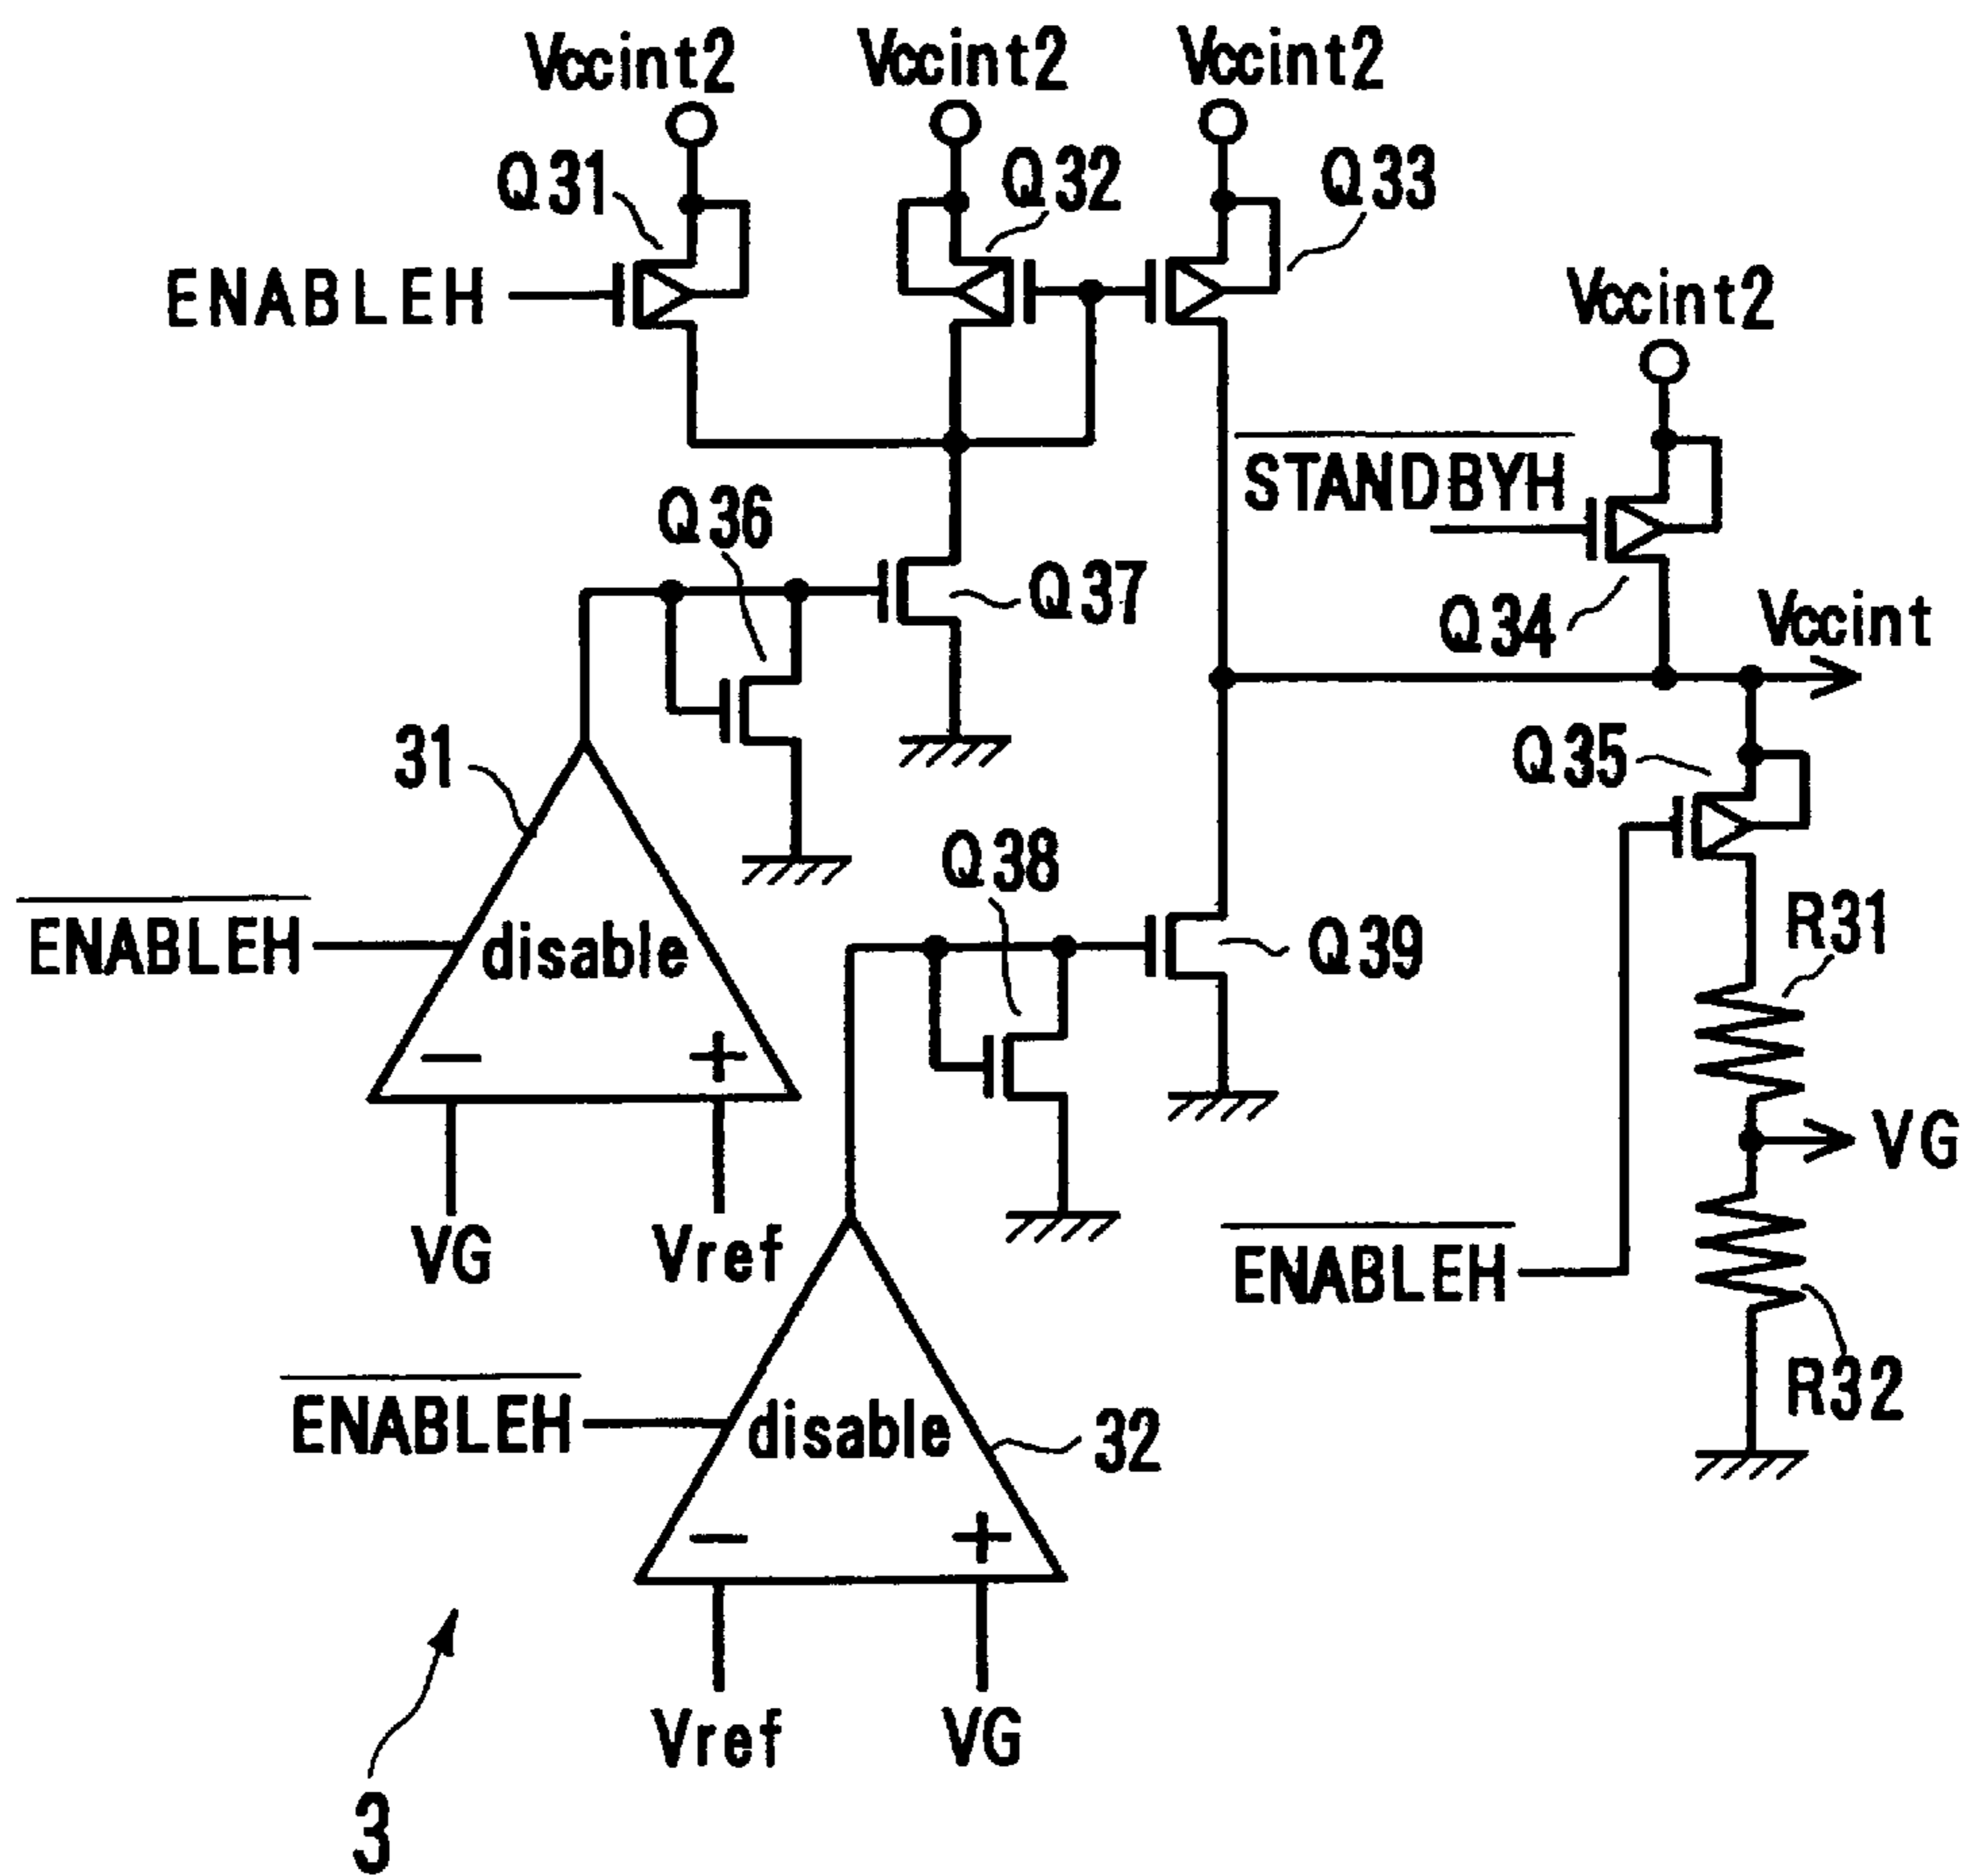 Vccint2
Vccint2
Vccint2
Q31
Q32
Q33
ENABLEH
Vccint2
STANDBYH
Q36
Q37
Q34
Vccint
31
Q35
Q38
ENABLEH
disable
Q39
R31
− +
VG
VG
Vref
ENABLEH
ENABLEH
disable
32
R32
− +
Vref
VG
3